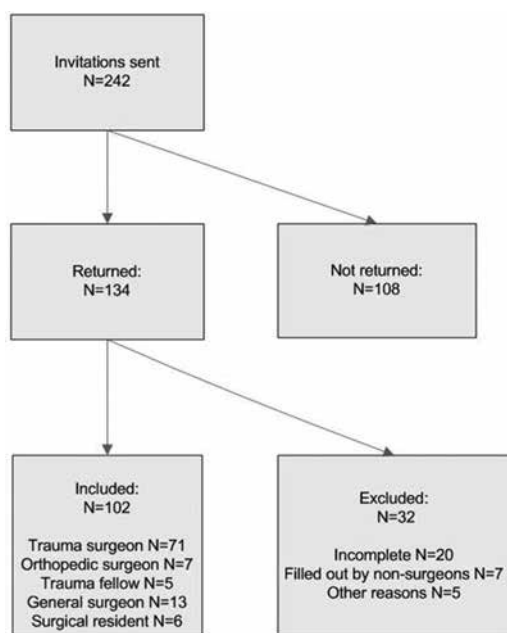 Invitations sent
N=242
Returned:
N=134
Not returned:
N=108
Included:
N=102
Trauma surgeon N=71
Orthopedic surgeon N=7
Trauma fellow N=5
General surgeon N=13
Surgical resident N=6
Excluded:
N=32
Incomplete N=20
Filled out by non-surgeons N=7
Other reasons N=5